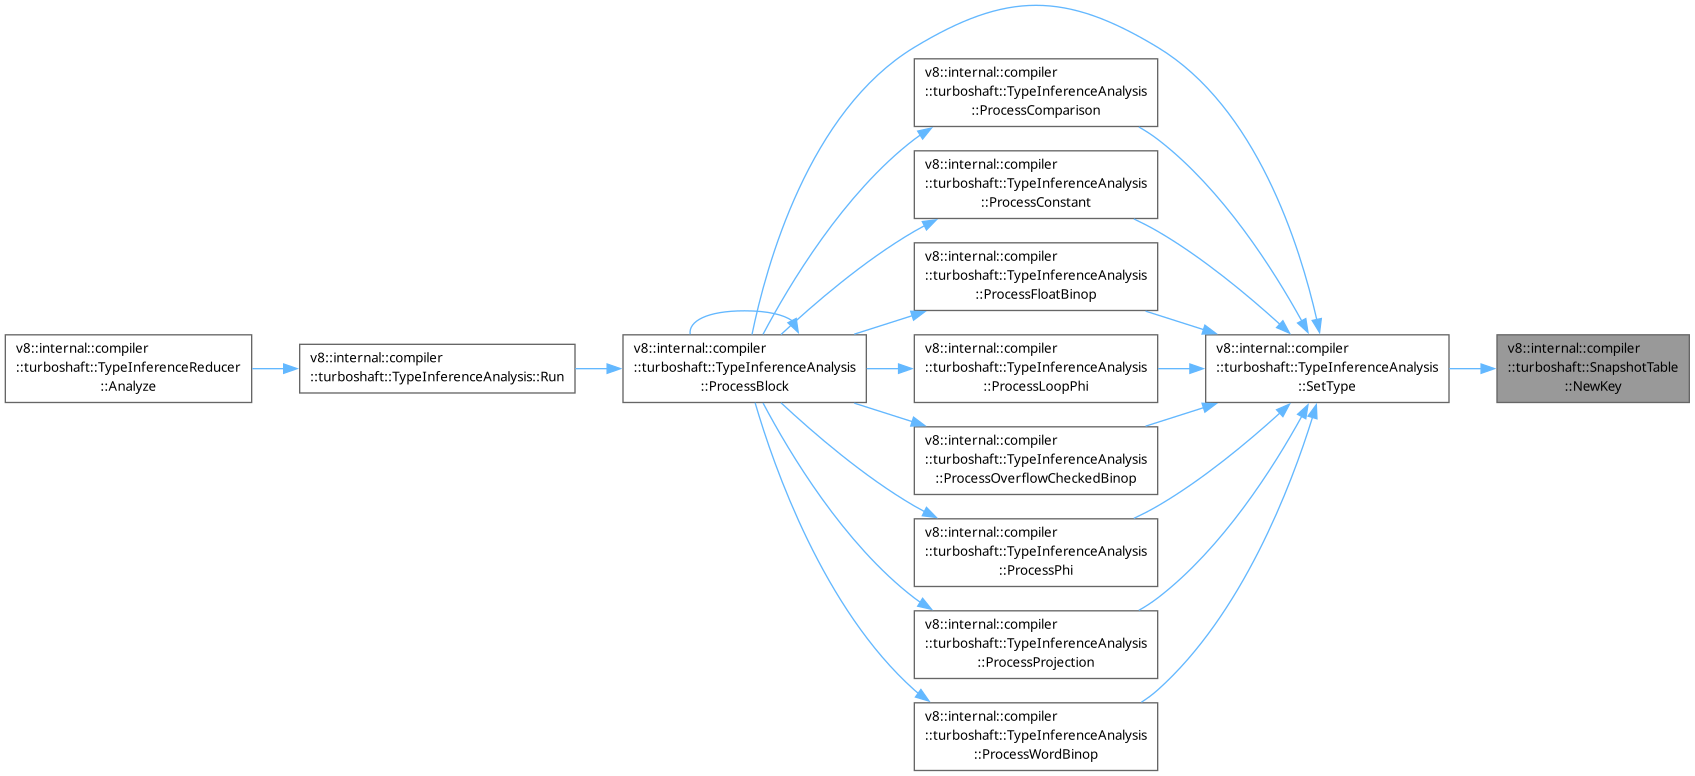 v8::internal::compiler
::turboshaft::TypeInferenceReducer
::Analyze
v8::internal::compiler
::turboshaft::TypeInferenceAnalysis::Run
v8::internal::compiler
::turboshaft::TypeInferenceAnalysis
::ProcessBlock
v8::internal::compiler
::turboshaft::TypeInferenceAnalysis
::ProcessComparison
v8::internal::compiler
::turboshaft::TypeInferenceAnalysis
::ProcessConstant
v8::internal::compiler
::turboshaft::TypeInferenceAnalysis
::ProcessFloatBinop
v8::internal::compiler
::turboshaft::TypeInferenceAnalysis
::ProcessLoopPhi
v8::internal::compiler
::turboshaft::TypeInferenceAnalysis
::ProcessOverflowCheckedBinop
v8::internal::compiler
::turboshaft::TypeInferenceAnalysis
::ProcessPhi
v8::internal::compiler
::turboshaft::TypeInferenceAnalysis
::ProcessProjection
v8::internal::compiler
::turboshaft::TypeInferenceAnalysis
::ProcessWordBinop
v8::internal::compiler
::turboshaft::TypeInferenceAnalysis
::SetType
v8::internal::compiler
::turboshaft::SnapshotTable
::NewKey